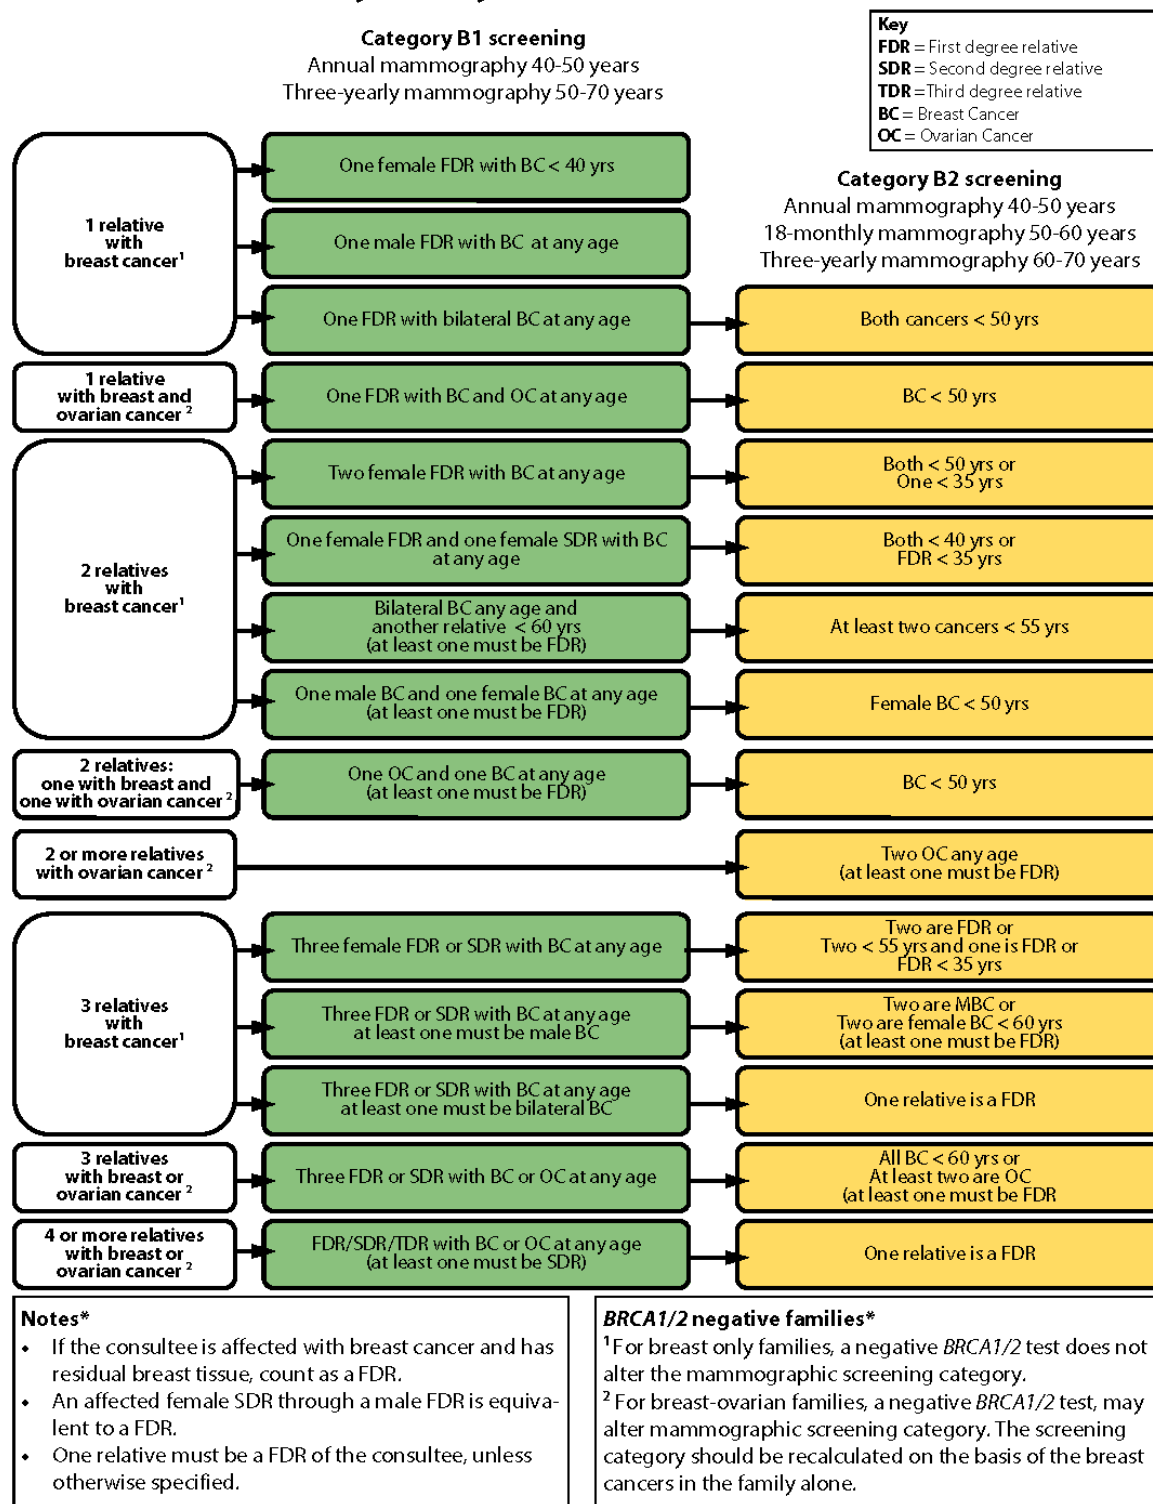 Category B1 screening
Annual mammography 40-50 years
Three-yearly mammography 50-70 years
Key
FDR = First degree relative
SDR = Second degree relative
TDR =Third degree relative
BC = Breast Cancer
OC = Ovarian Cancer
Category B2 screening
Annual mammography 40-50 years
18-monthly mammography 50-60 years
Three-yearly mammography 60-70 years
1 relative
with
breast cancer¹
One female FDR with BC < 40 yrs
One male FDR with BC at any age
One FDR with bilateral BC at any age
Both cancers < 50 yrs
1 relative
with breast and
ovarian cancer ²
One FDR with BC and OC at any age
BC < 50 yrs
2 relatives
with
breast cancer¹
Two female FDR with BC at any age
Both < 50 yrs or
One < 35 yrs
One female FDR and one female SDR with BC
at any age
Both < 40 yrs or
FDR < 35 yrs
Bilateral BC any age and
another relative < 60 yrs
(at least one must be FDR)
At least two cancers < 55 yrs
One male BC and one female BC at any age
(at least one must be FDR)
Female BC < 50 yrs
2 relatives:
one with breast and
one with ovarian cancer ²
One OC and one BC at any age
(at least one must be FDR)
BC < 50 yrs
2 or more relatives
with ovarian cancer ²
Two OC any age
(at least one must be FDR)
3 relatives
with
breast cancer¹
Three female FDR or SDR with BC at any age
Two are FDR or
Two < 55 yrs and one is FDR or
FDR < 35 yrs
Three FDR or SDR with BC at any age
at least one must be male BC
Two are MBC or
Two are female BC < 60 yrs
(at least one must be FDR)
Three FDR or SDR with BC at any age
at least one must be bilateral BC
One relative is a FDR
3 relatives
with breast or
ovarian cancer ²
Three FDR or SDR with BC or OC at any age
All BC < 60 yrs or
At least two are OC
(at least one must be FDR
4 or more relatives
with breast or
ovarian cancer ²
FDR/SDR/TDR with BC or OC at any age
(at least one must be SDR)
One relative is a FDR
Notes*
• If the consultee is affected with breast cancer and has
residual breast tissue, count as a FDR.
• An affected female SDR through a male FDR is equiva-
lent to a FDR.
• One relative must be a FDR of the consultee, unless
otherwise specified.
BRCA1/2 negative families*
¹ For breast only families, a negative BRCA1/2 test does not
alter the mammographic screening category.
² For breast-ovarian families, a negative BRCA1/2 test, may
alter mammographic screening category. The screening
category should be recalculated on the basis of the breast
cancers in the family alone.